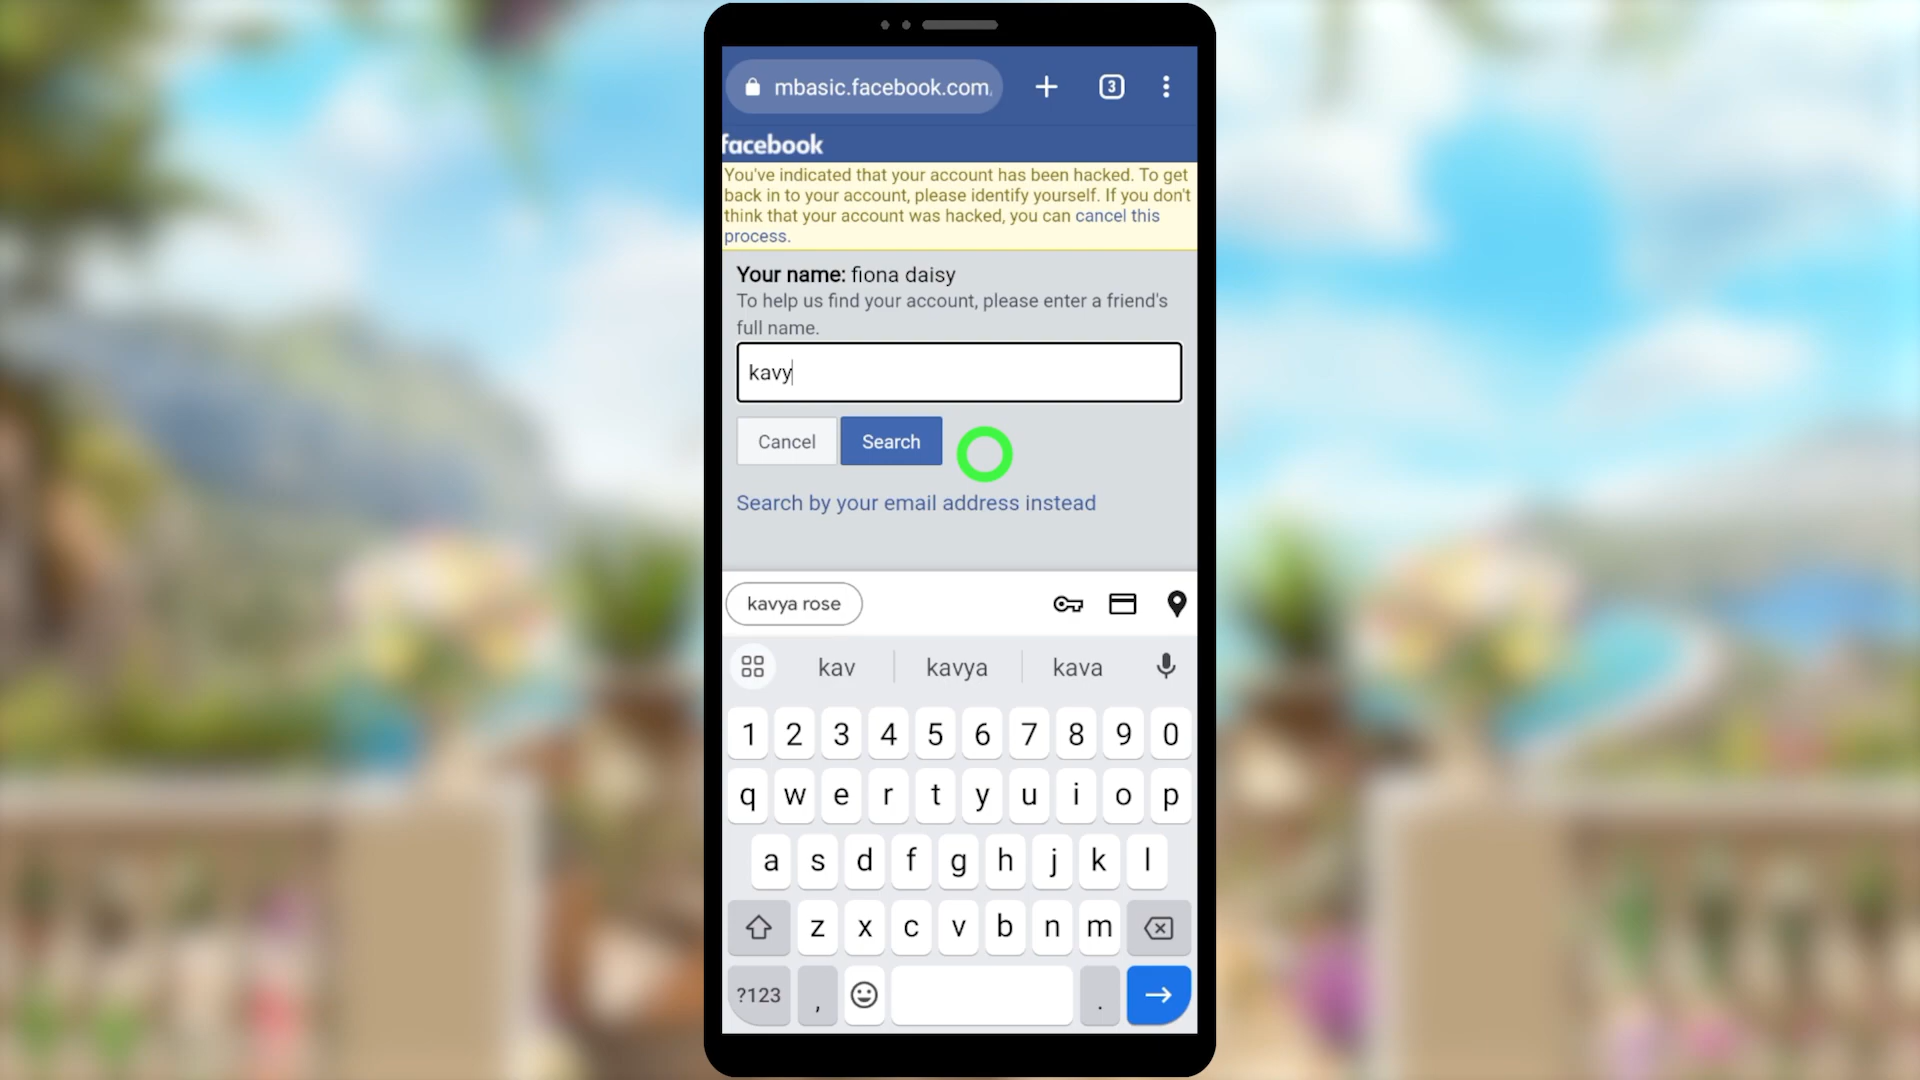 mbasic.facebook.com
3
facebook
You've indicated that your account has been hacked. To get
back in to your account, please identify yourself. If you don't
think that your account was hacked, you can cancel this
process.
Your name: fiona daisy
To help us find your account, please enter a friend's
full name.
kavy
Cancel Search
Search by your email address instead
kavya rose
kav kavya kava
1 2 3 4 5 6 7 8 9 0
q w e r t y u i o p
a s d f g h j k l
z x c v b n m
?123 , .